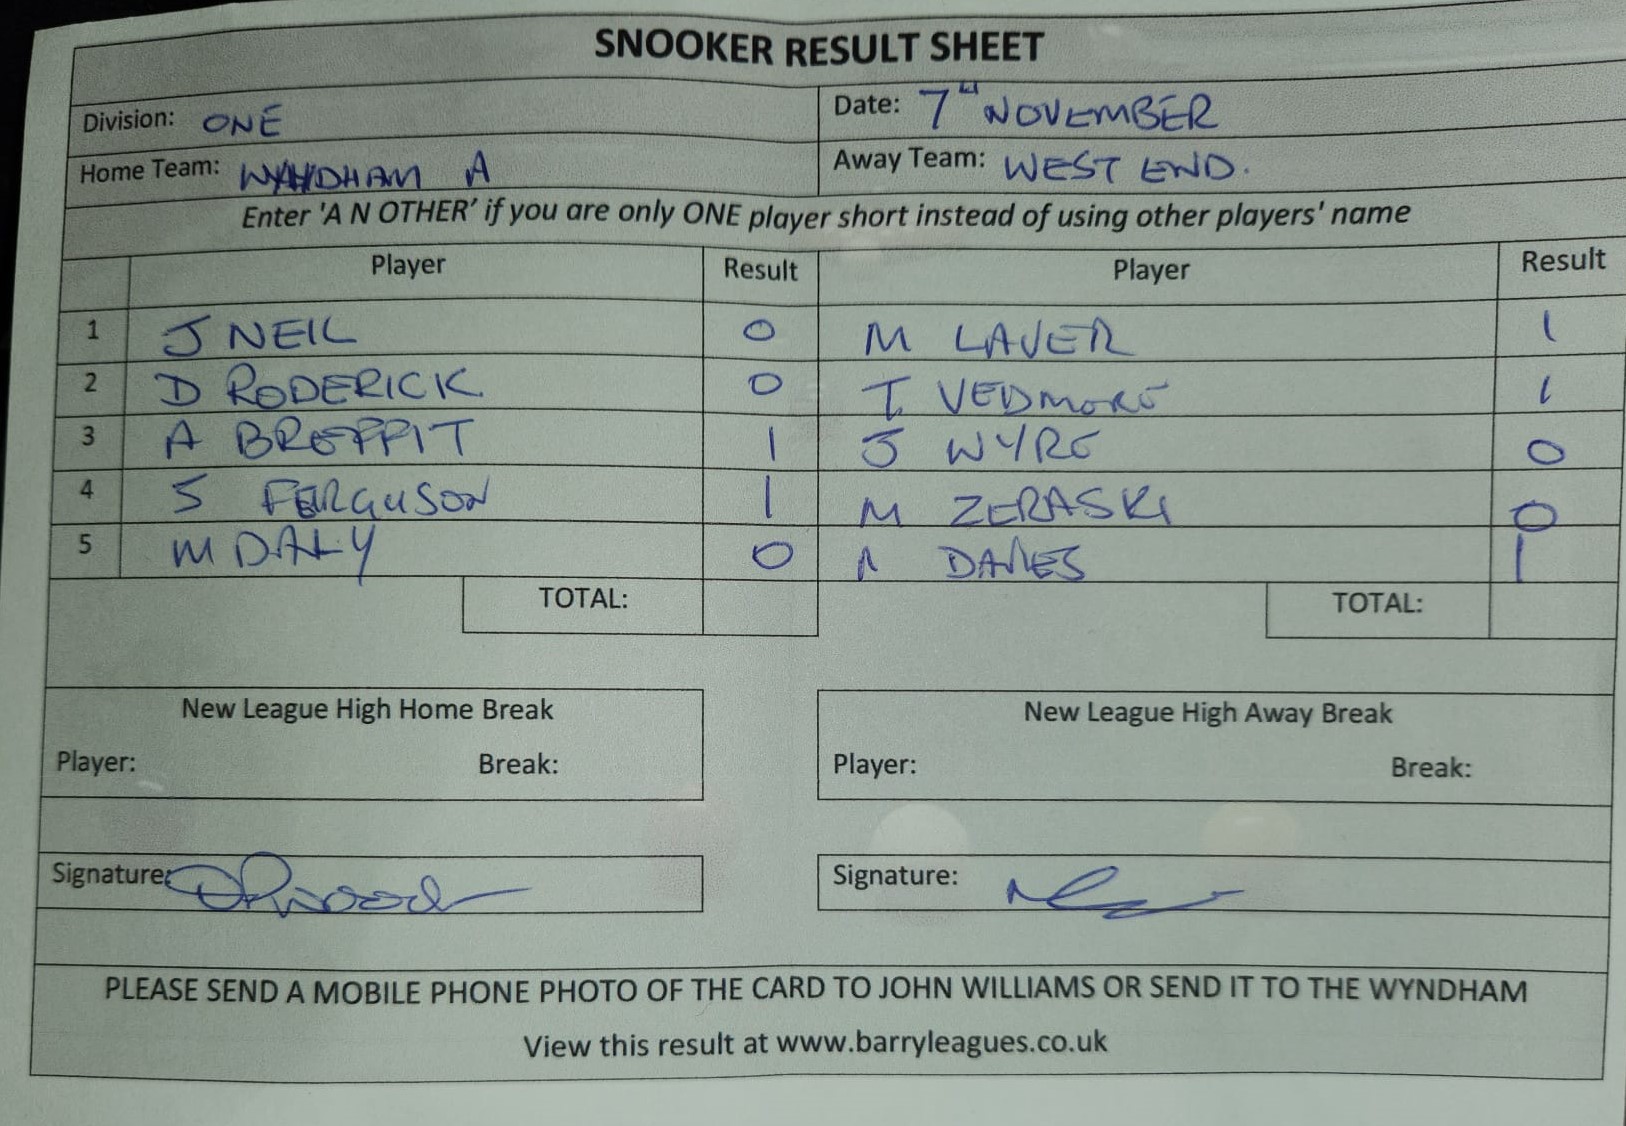 SNOOKER RESULT SHEET
Division: ONE Date: 7TH NOVEMBER
Home Team: WYNDHAM A Away Team: WEST END.
Enter 'A N OTHER' if you are only ONE player short instead of using other players' name
Player Result Player Result
1 J NEIL 0 M LAVER 1
2 D RODERICK 0 T VEDMORE 1
3 A BREPPIT 1 J WYRE 0
4 S FERGUSON 1 M ZERASKI 0
5 M DALY 0 N DAVIES 1
TOTAL: TOTAL:
New League High Home Break New League High Away Break
Player: Break: Player: Break:
Signature: Signature:
PLEASE SEND A MOBILE PHONE PHOTO OF THE CARD TO JOHN WILLIAMS OR SEND IT TO THE WYNDHAM
View this result at www.barryleagues.co.uk